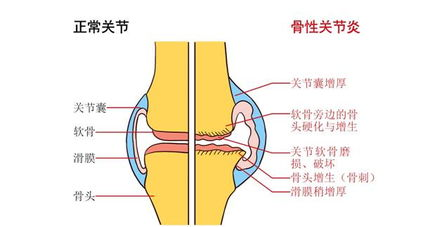 正常关节
骨性关节炎
关节囊
软骨
滑膜
骨头
关节囊增厚
软骨旁边的骨
头硬化与增生
关节软骨磨
损、破坏
骨头增生（骨刺）
滑膜稍增厚